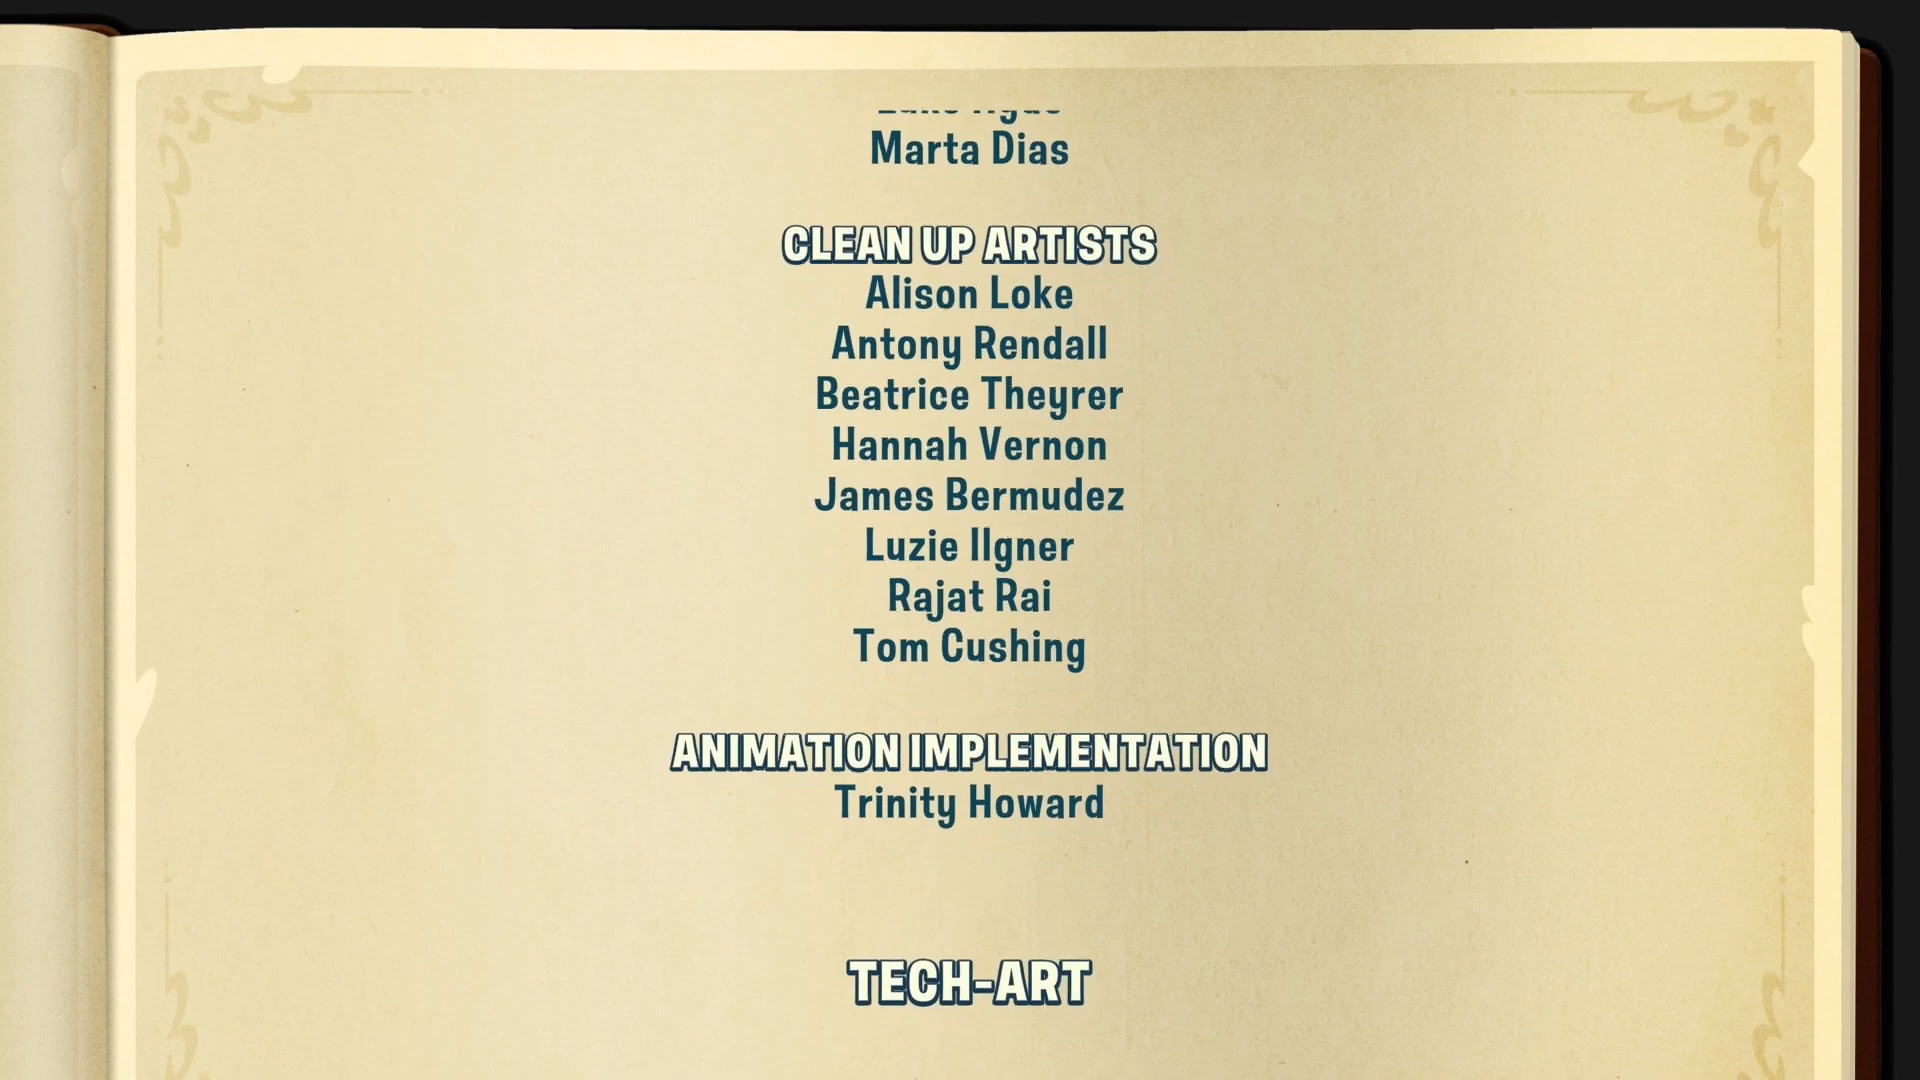 Marta Dias
CLEAN UP ARTISTS
Alison Loke
Antony Rendall
Beatrice Theyrer
Hannah Vernon
James Bermudez
Luzie Ilgner
Rajat Rai
Tom Cushing
ANIMATION IMPLEMENTATION
Trinity Howard
TECH-ART